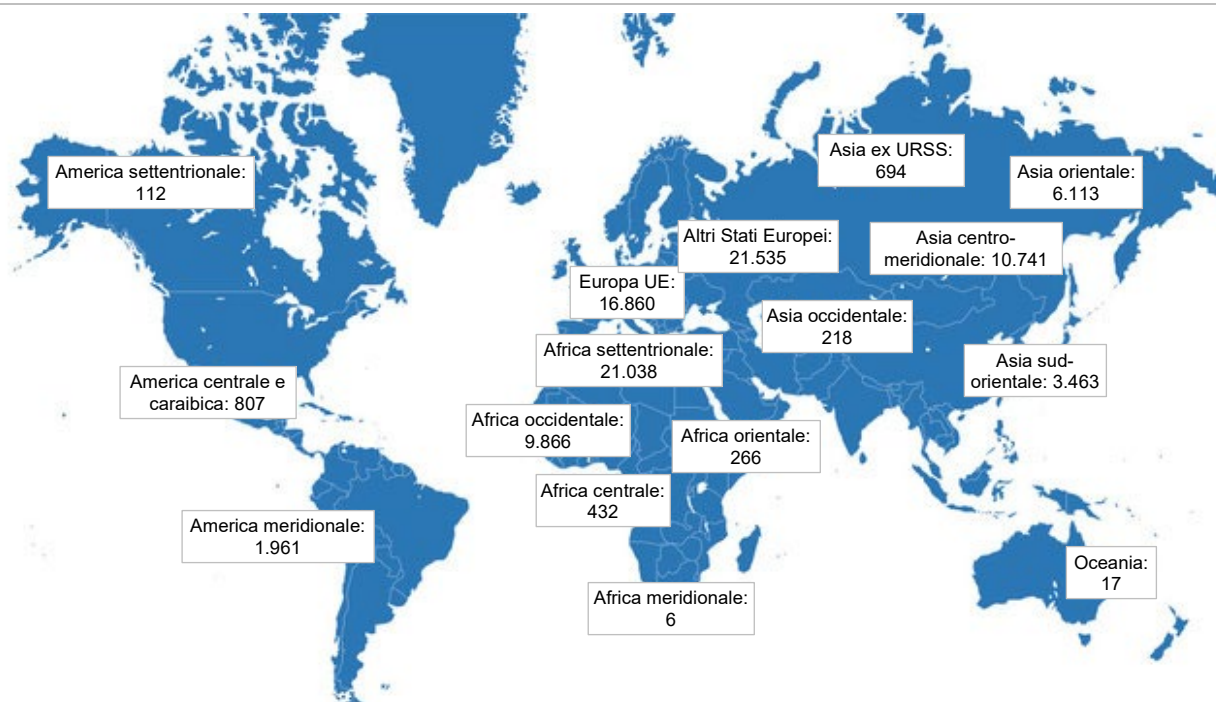 America settentrionale:
112
Asia ex URSS:
694
Asia orientale:
6.113
Altri Stati Europei:
21.535
Asia centro-
meridionale: 10.741
Europa UE:
16.860
Asia occidentale:
218
Africa settentrionale:
21.038
Asia sud-
orientale: 3.463
America centrale e
caraibica: 807
Africa occidentale:
9.866
Africa orientale:
266
Africa centrale:
432
America meridionale:
1.961
Oceania:
17
Africa meridionale:
6